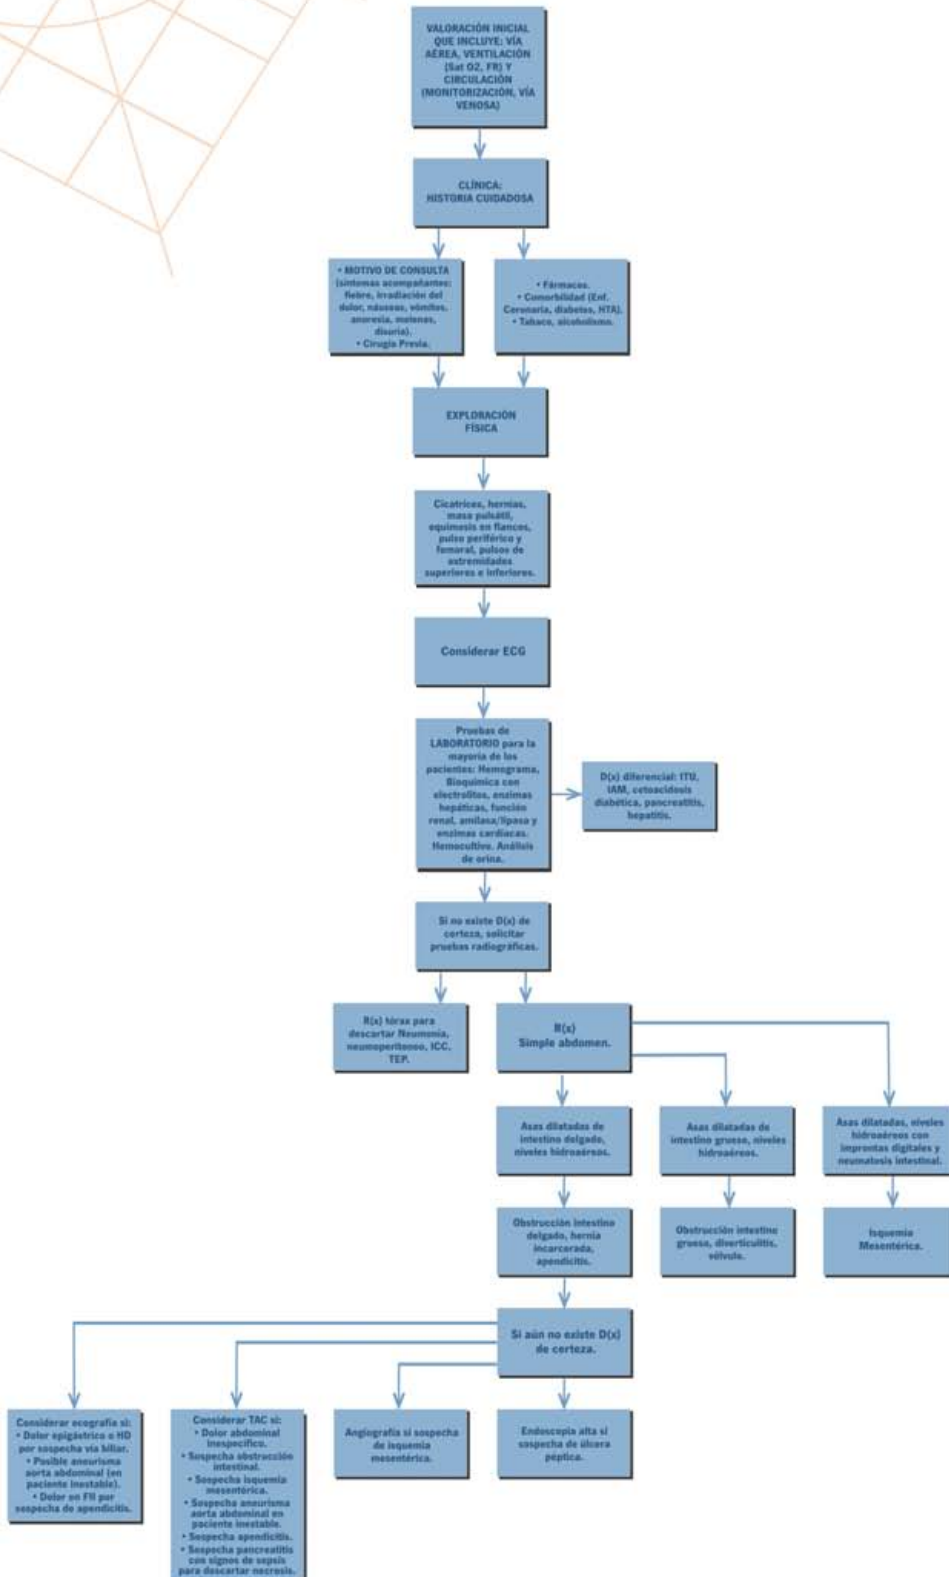 VALORACIÓN INICIAL
QUE INCLUYE: VÍA
AÉREA, VENTILACIÓN
(Sat O2, FR) Y
CIRCULACIÓN
(MONITORIZACIÓN, VÍA
VENOSA)
CLÍNICA:
HISTORIA CUIDADOSA
• MOTIVO DE CONSULTA
(síntomas acompañantes:
fiebre, irradiación del
dolor, náuseas, vómitos,
anorexia, melenas,
disuria).
• Cirugía Previa.
• Fármacos.
• Comorbilidad (Enf.
Coronaria, diabetes, HTA).
• Tabaco, alcoholismo.
EXPLORACIÓN
FÍSICA
Cicatrices, hernias,
masa pulsátil,
equimosis en flancos,
pulso periférico y
femoral, pulsos de
extremidades
superiores e inferiores.
Considerar ECG
Pruebas de
LABORATORIO para la
mayoría de los
pacientes: Hemograma,
Bioquímica con
electrolitos, enzimas
hepáticas, función
renal, amilasa/lipasa y
enzimas cardíacas.
Hemocultivo. Análisis
de orina.
D(x) diferencial: ITU,
IAM, cetoacidosis
diabética, pancreatitis,
hepatitis.
Si no existe D(x) de
certeza, solicitar
pruebas radiográficas.
R(x) tórax para
descartar Neumonía,
neumoperitoneo, ICC,
TEP.
R(x)
Simple abdomen.
Asas dilatadas de
intestino delgado,
niveles hidroaéreos.
Asas dilatadas de
intestino grueso, niveles
hidroaéreos.
Asas dilatadas, niveles
hidroaéreos con
improntas digitales y
neumatosis intestinal.
Obstrucción intestino
delgado, hernia
incarcerada,
apendicitis.
Obstrucción intestino
grueso, diverticulitis,
vólvulo.
Isquemia
Mesentérica.
Si aún no existe D(x)
de certeza.
Considerar ecografía si:
• Dolor epigástrico o HD
por sospecha vía biliar.
• Posible aneurisma
aorta abdominal (en
paciente inestable).
• Dolor en FII por
sospecha de apendicitis.
Considerar TAC si:
• Dolor abdominal
inespecífico.
• Sospecha obstrucción
intestinal.
• Sospecha isquemia
mesentérica.
• Sospecha aneurisma
aorta abdominal en
paciente inestable.
• Sospecha apendicitis.
• Sospecha pancreatitis
con signos de sepsis
para descartar necrosis.
Angiografía si sospecha
de isquemia
mesentérica.
Endoscopia alta si
sospecha de úlcera
péptica.